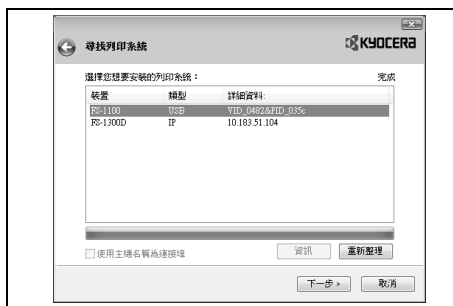 尋找列印系統
KYOCERA
選擇您想要安裝的列印系統：
完成
裝置 類型 詳細資料:
FS-1100 USB VID_0482&PID_035c
FS-1300D IP 10.183.51.104
使用主機名稱為連接埠
資訊 重新整理
下一步 > 取消